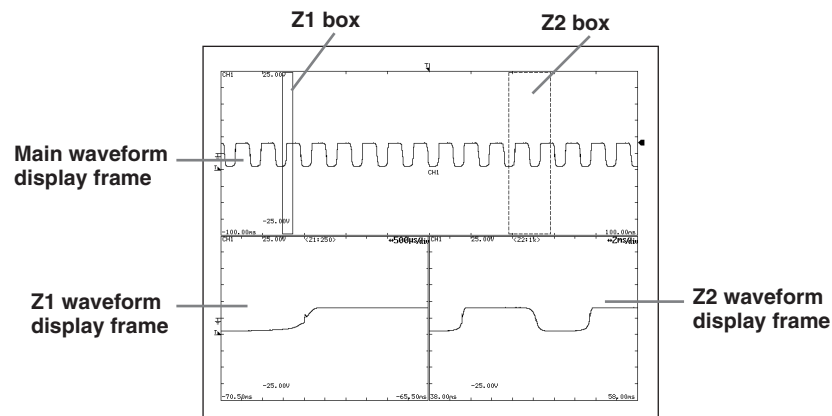 Z1 box
Z2 box
CH1 25.00V
Main waveform
display frame
CH1
-25.00V
-100.00ms 100.00ms
CH1 25.00V <Z1:250> ↔500µs/div
CH1 25.00V <Z2:1k> ↔2ms/div
Z1 waveform
display frame
Z2 waveform
display frame
-25.00V -25.00V
-70.50ms -65.50ms 38.00ms 58.00ms